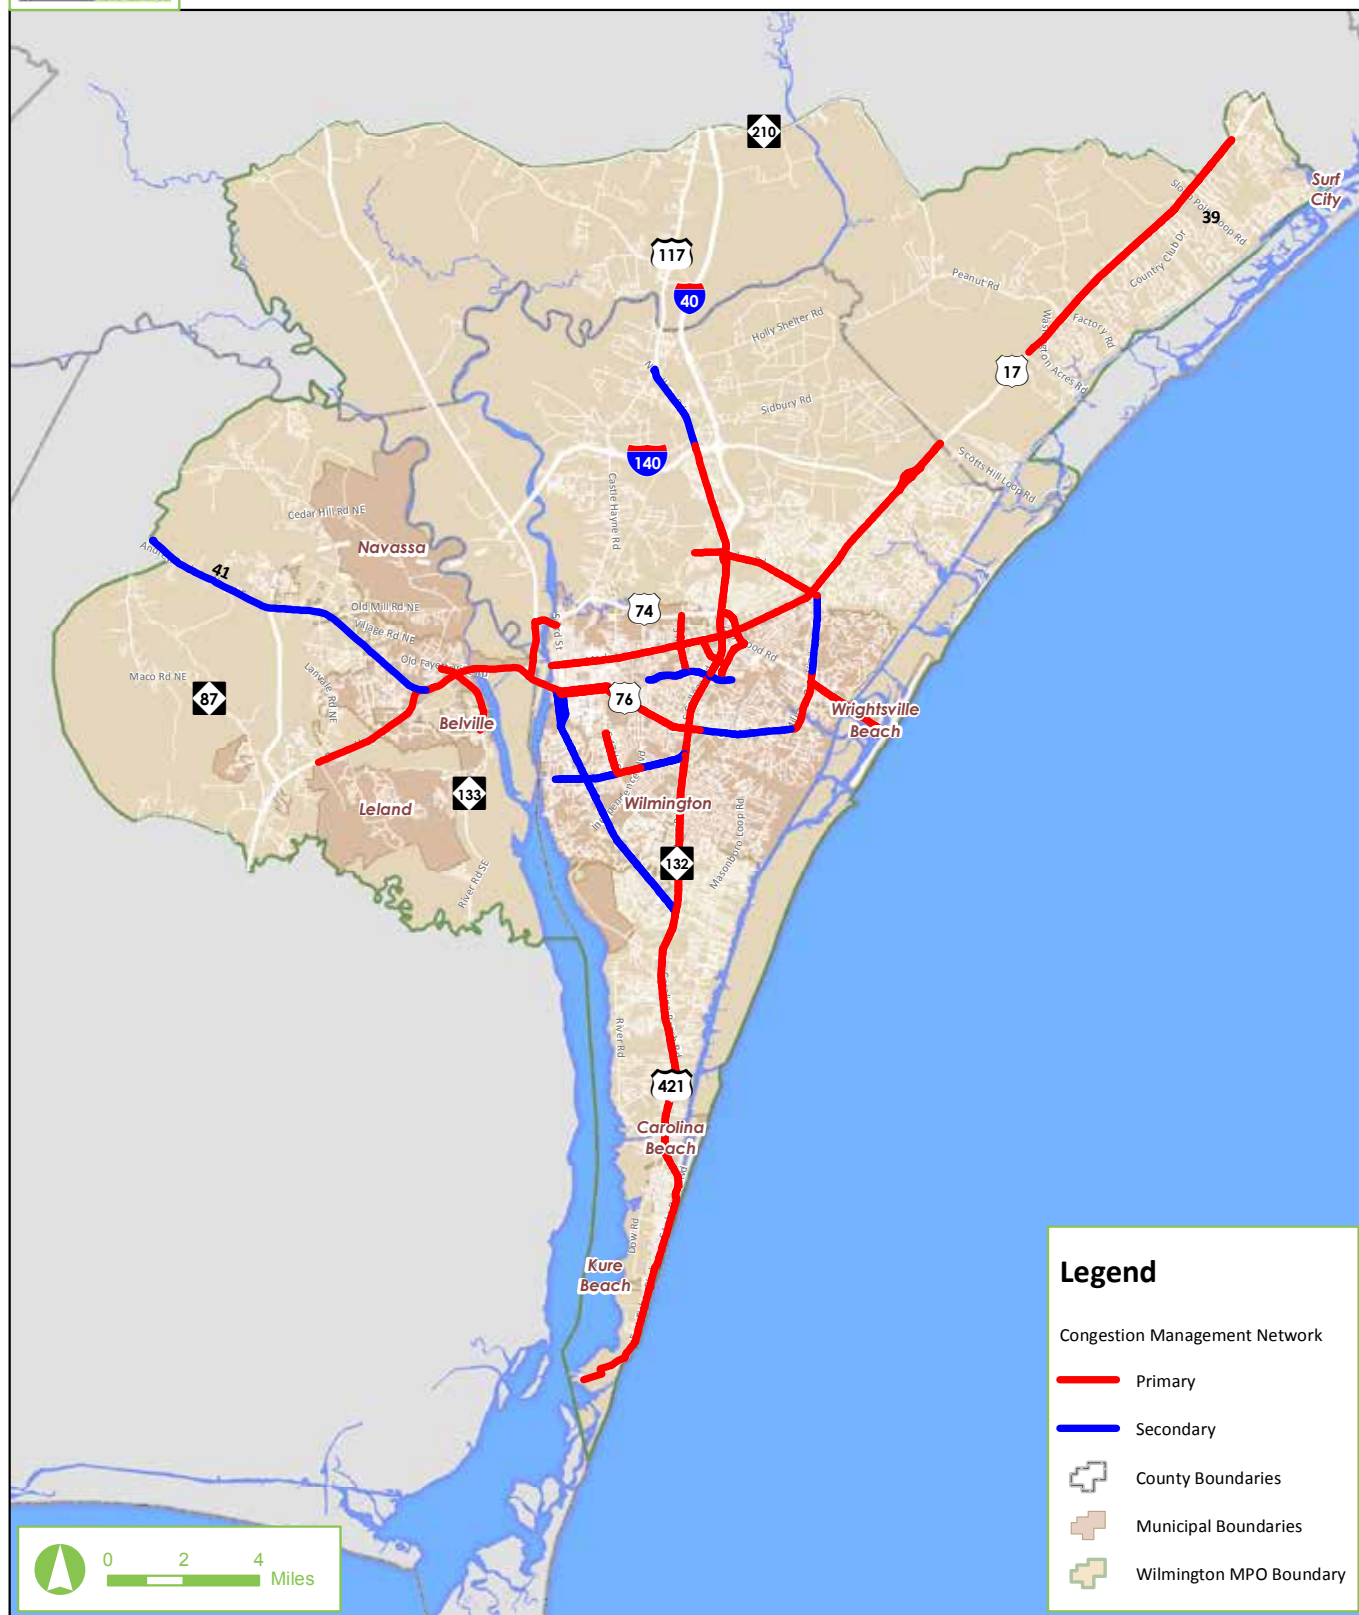 210
Surf
City
39
117
Country Club Dr
40
Peanut Rd
Holly Shelter Rd
Factory Rd
17
Washington Acres Rd
Sidbury Rd
140
Scotts Hill Loop Rd
Castle Hayne Rd
Cedar Hill Rd NE
Navassa
41
Old Mill Rd NE
74
Village Rd NE
Maco Rd NE
Lanvale Rd NE
87
76
Belville
Wrightsville
Beach
133
Leland
Wilmington
Masonboro Loop Rd
132
River Rd SE
River Rd
421
Carolina
Beach
Dow Rd
Kure
Beach
Legend
Congestion Management Network
Primary
Secondary
County Boundaries
Municipal Boundaries
Wilmington MPO Boundary
0 2 4
Miles